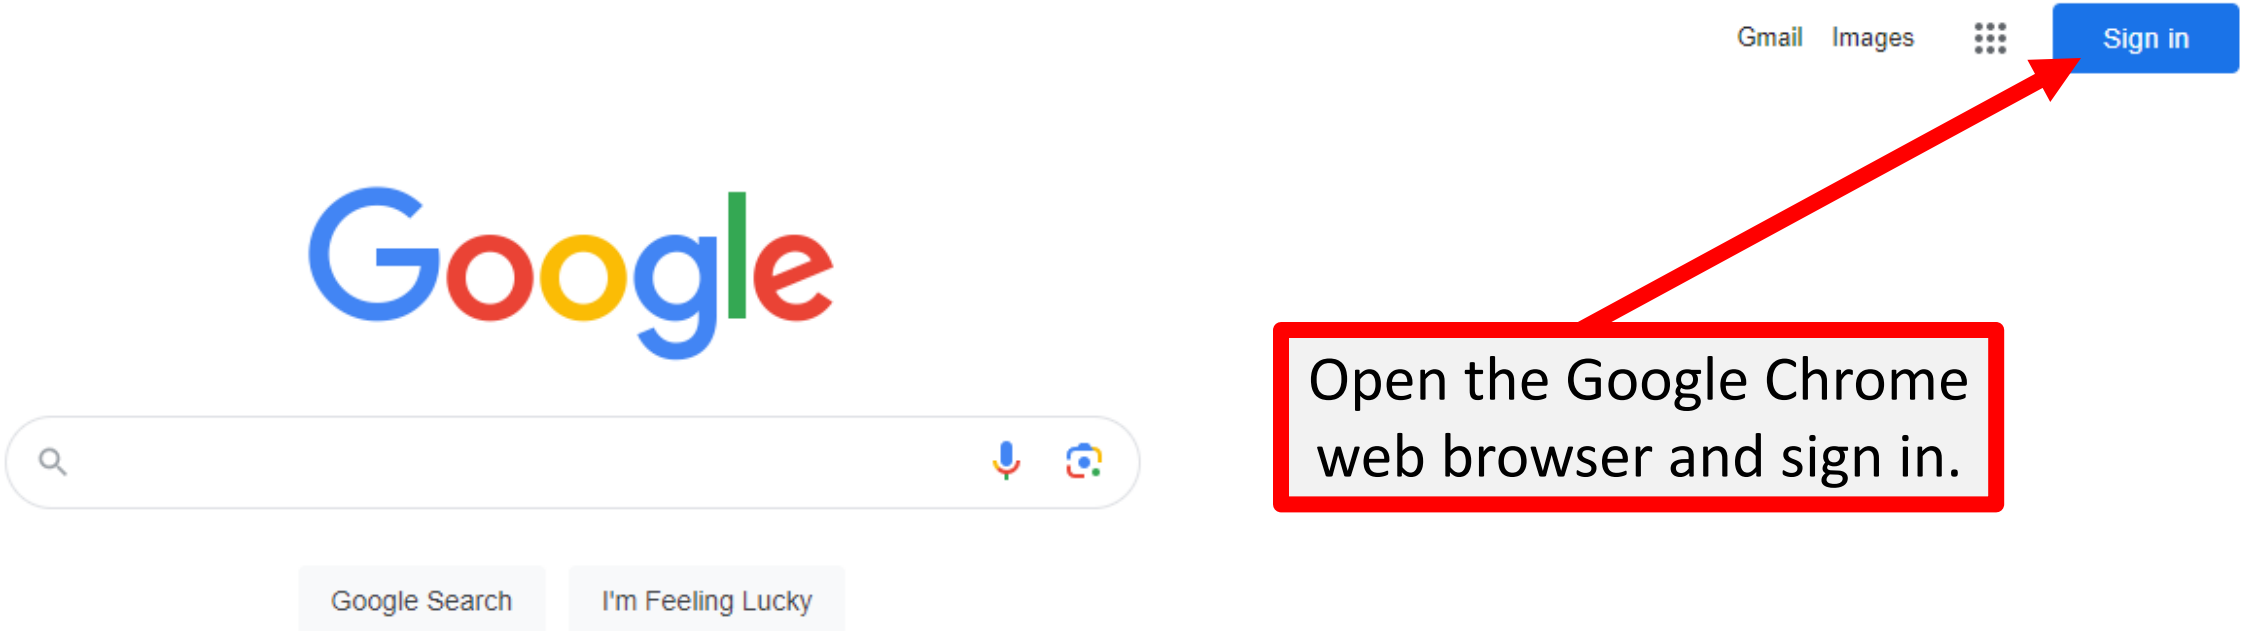 Gmail Images Sign in
Google
Open the Google Chrome
web browser and sign in.
Google Search I'm Feeling Lucky